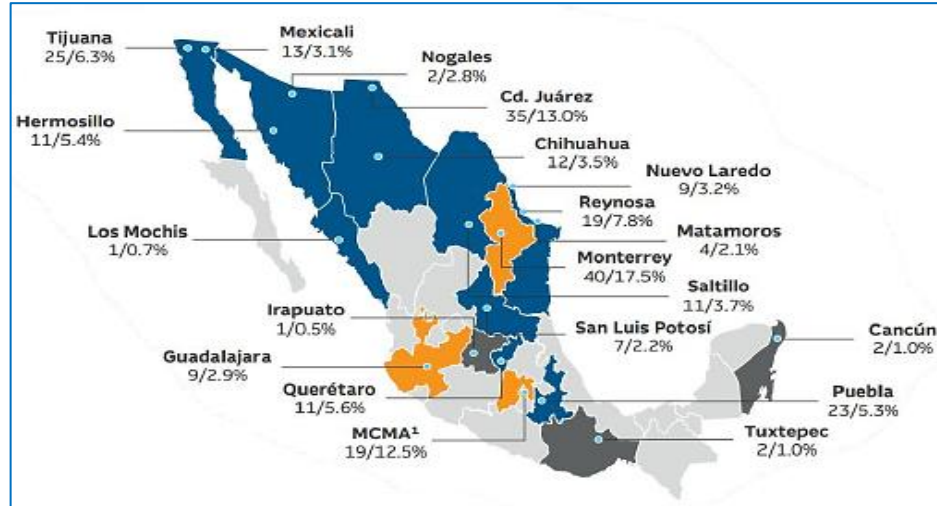 Tijuana
25/6.3%
Mexicali
13/3.1%
Nogales
2/2.8%
Cd. Juárez
35/13.0%
Hermosillo
11/5.4%
Chihuahua
12/3.5%
Nuevo Laredo
9/3.2%
Reynosa
19/7.8%
Los Mochis
1/0.7%
Matamoros
4/2.1%
Monterrey
40/17.5%
Saltillo
11/3.7%
Irapuato
1/0.5%
San Luis Potosí
7/2.2%
Cancún
2/1.0%
Guadalajara
9/2.9%
Querétaro
11/5.6%
Puebla
23/5.3%
MCMA¹
19/12.5%
Tuxtepec
2/1.0%